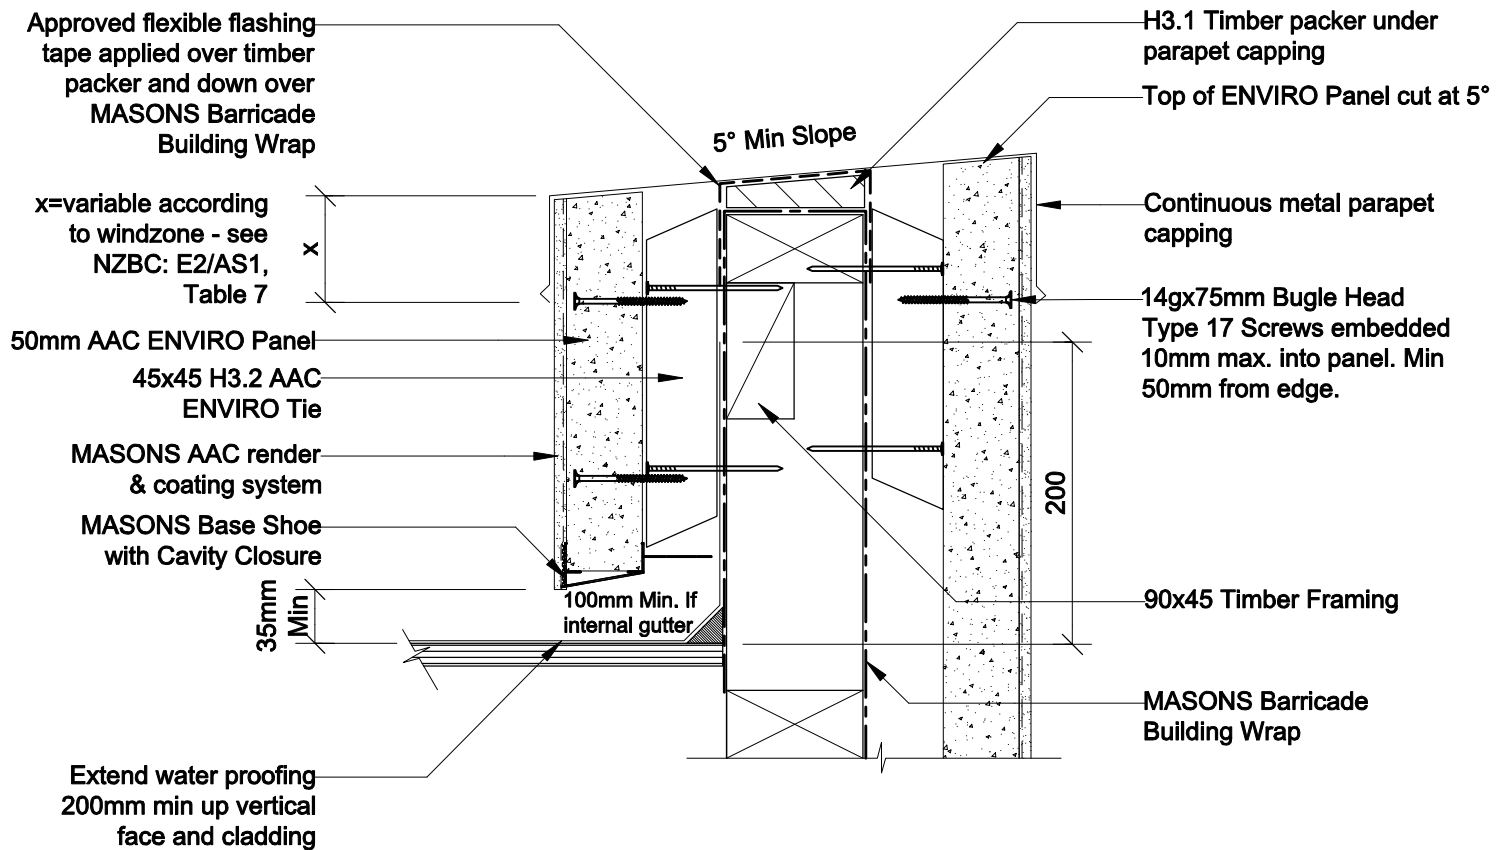 Approved flexible flashing
tape applied over timber
packer and down over
MASONS Barricade
Building Wrap
x=variable according
to windzone - see
NZBC: E2/AS1,
Table 7
x
50mm AAC ENVIRO Panel
45x45 H3.2 AAC
ENVIRO Tie
MASONS AAC render
& coating system
MASONS Base Shoe
with Cavity Closure
35mm
Min
Extend water proofing
200mm min up vertical
face and cladding
5° Min Slope
100mm Min. If
internal gutter
H3.1 Timber packer under
parapet capping
Top of ENVIRO Panel cut at 5°
Continuous metal parapet
capping
14gx75mm Bugle Head
Type 17 Screws embedded
10mm max. into panel. Min
50mm from edge.
200
90x45 Timber Framing
MASONS Barricade
Building Wrap